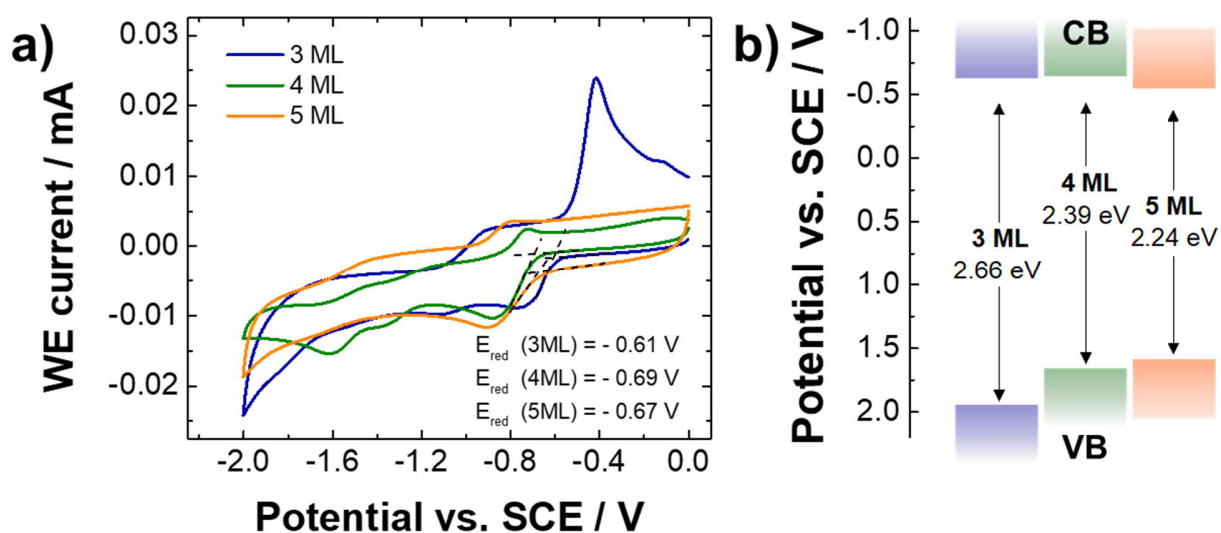 a)
WE current / mA
0.03
0.02
0.01
0.00
-0.01
-0.02
3 ML
4 ML
5 ML
E_red (3ML) = - 0.61 V
E_red (4ML) = - 0.69 V
E_red (5ML) = - 0.67 V
-2.0 -1.6 -1.2 -0.8 -0.4 0.0
Potential vs. SCE / V
b)
Potential vs. SCE / V
-1.0
-0.5
0.0
0.5
1.0
1.5
2.0
CB
3 ML
2.66 eV
4 ML
2.39 eV
5 ML
2.24 eV
VB